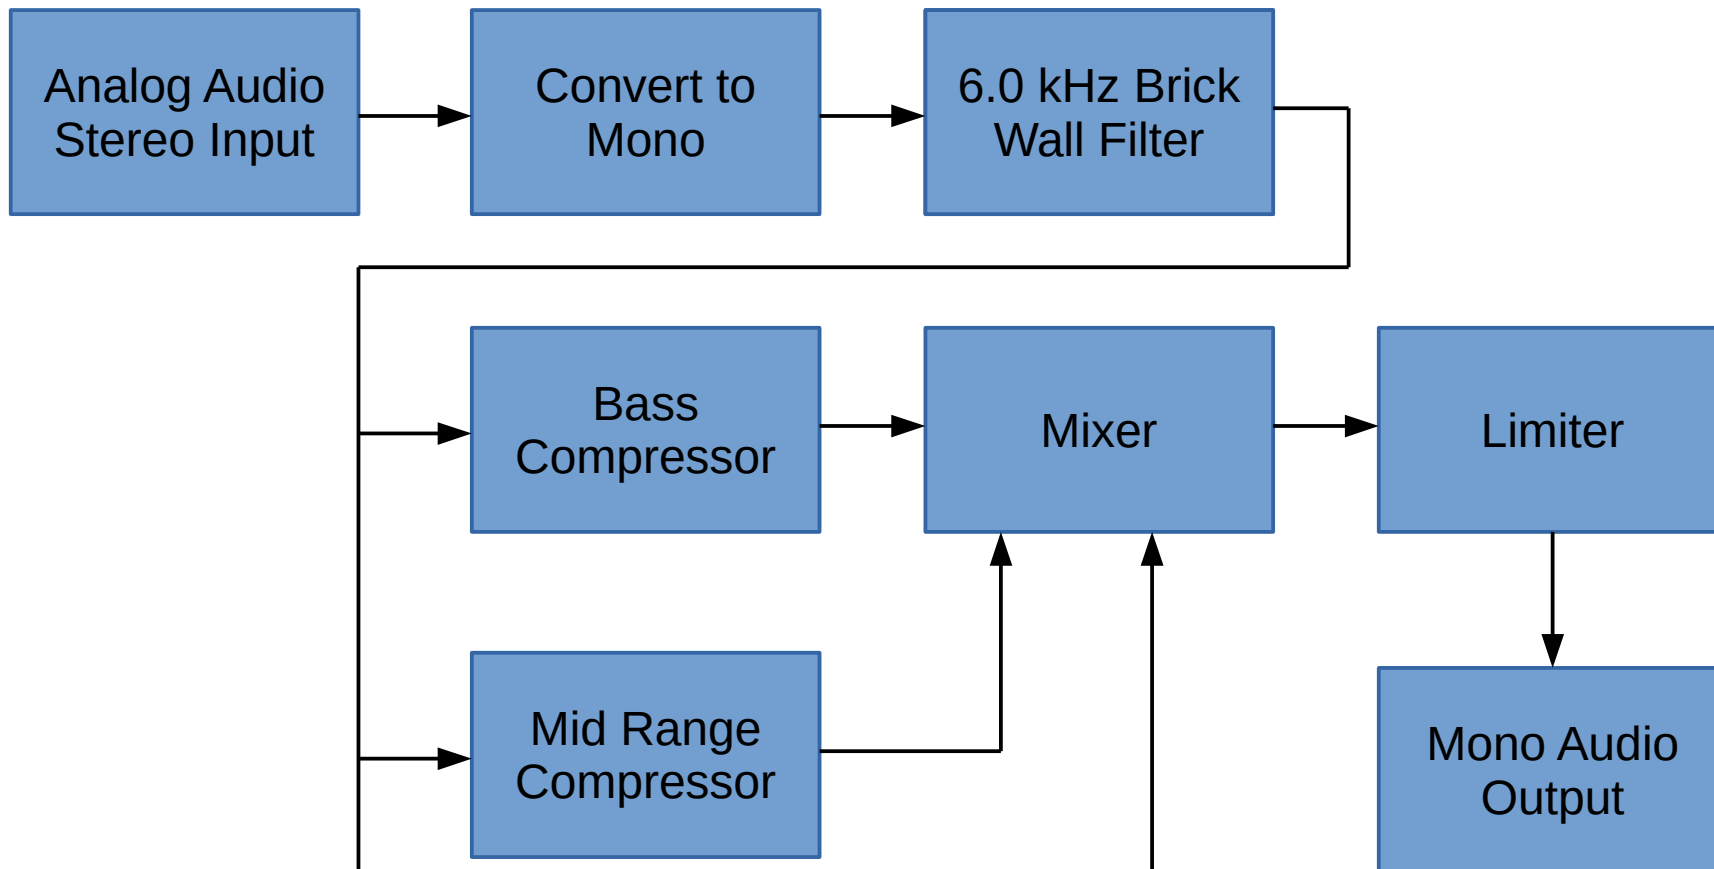 Analog Audio
Stereo Input
Convert to
Mono
6.0 kHz Brick
Wall Filter
Bass
Compressor
Mixer
Limiter
Mid Range
Compressor
Mono Audio
Output